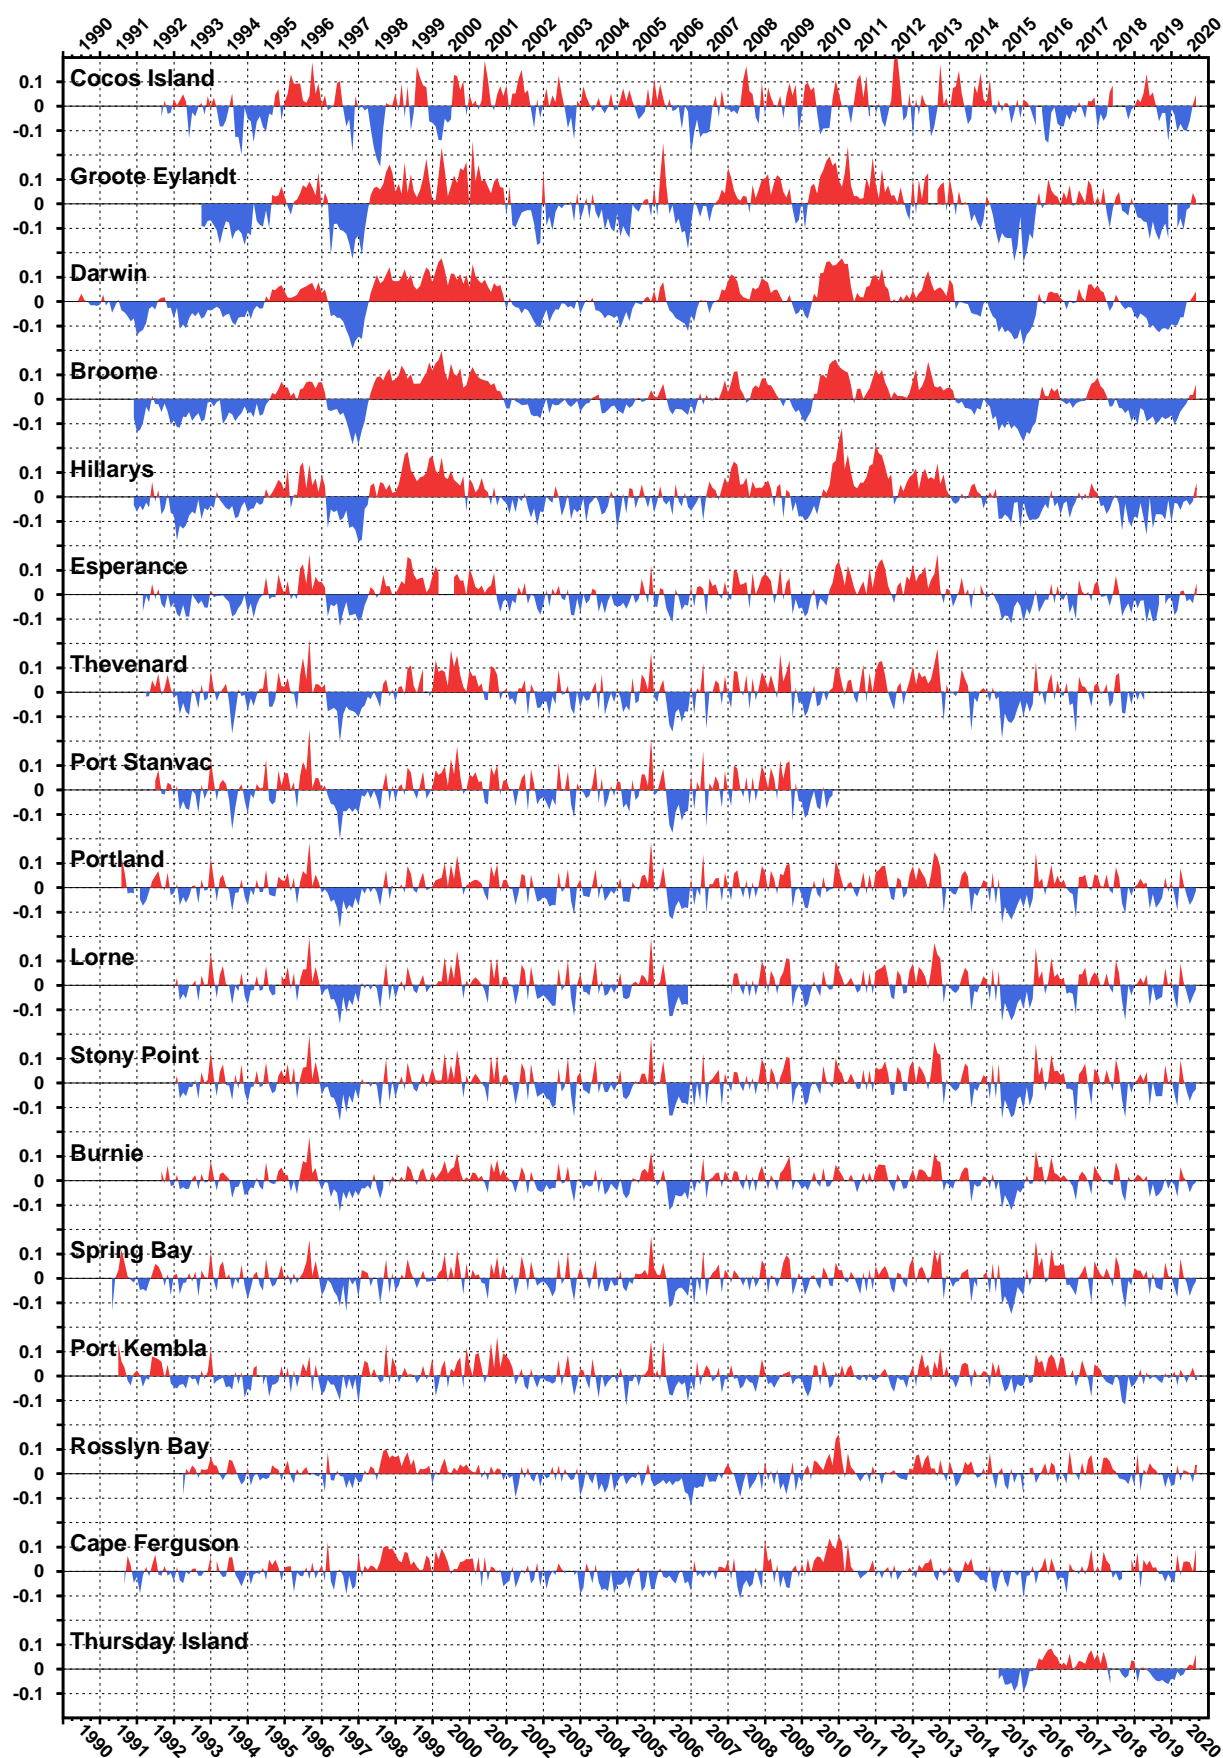 1990 1991 1992 1993 1994 1995 1996 1997 1998 1999 2000 2001 2002 2003 2004 2005 2006 2007 2008 2009 2010 2011 2012 2013 2014 2015 2016 2017 2018 2019 2020
Cocos Island
0.1
0
-0.1
Groote Eylandt
0.1
0
-0.1
Darwin
0.1
0
-0.1
Broome
0.1
0
-0.1
Hillarys
0.1
0
-0.1
Esperance
0.1
0
-0.1
Thevenard
0.1
0
-0.1
Port Stanvac
0.1
0
-0.1
Portland
0.1
0
-0.1
Lorne
0.1
0
-0.1
Stony Point
0.1
0
-0.1
Burnie
0.1
0
-0.1
Spring Bay
0.1
0
-0.1
Port Kembla
0.1
0
-0.1
Rosslyn Bay
0.1
0
-0.1
Cape Ferguson
0.1
0
-0.1
Thursday Island
0.1
0
-0.1
1990 1991 1992 1993 1994 1995 1996 1997 1998 1999 2000 2001 2002 2003 2004 2005 2006 2007 2008 2009 2010 2011 2012 2013 2014 2015 2016 2017 2018 2019 2020